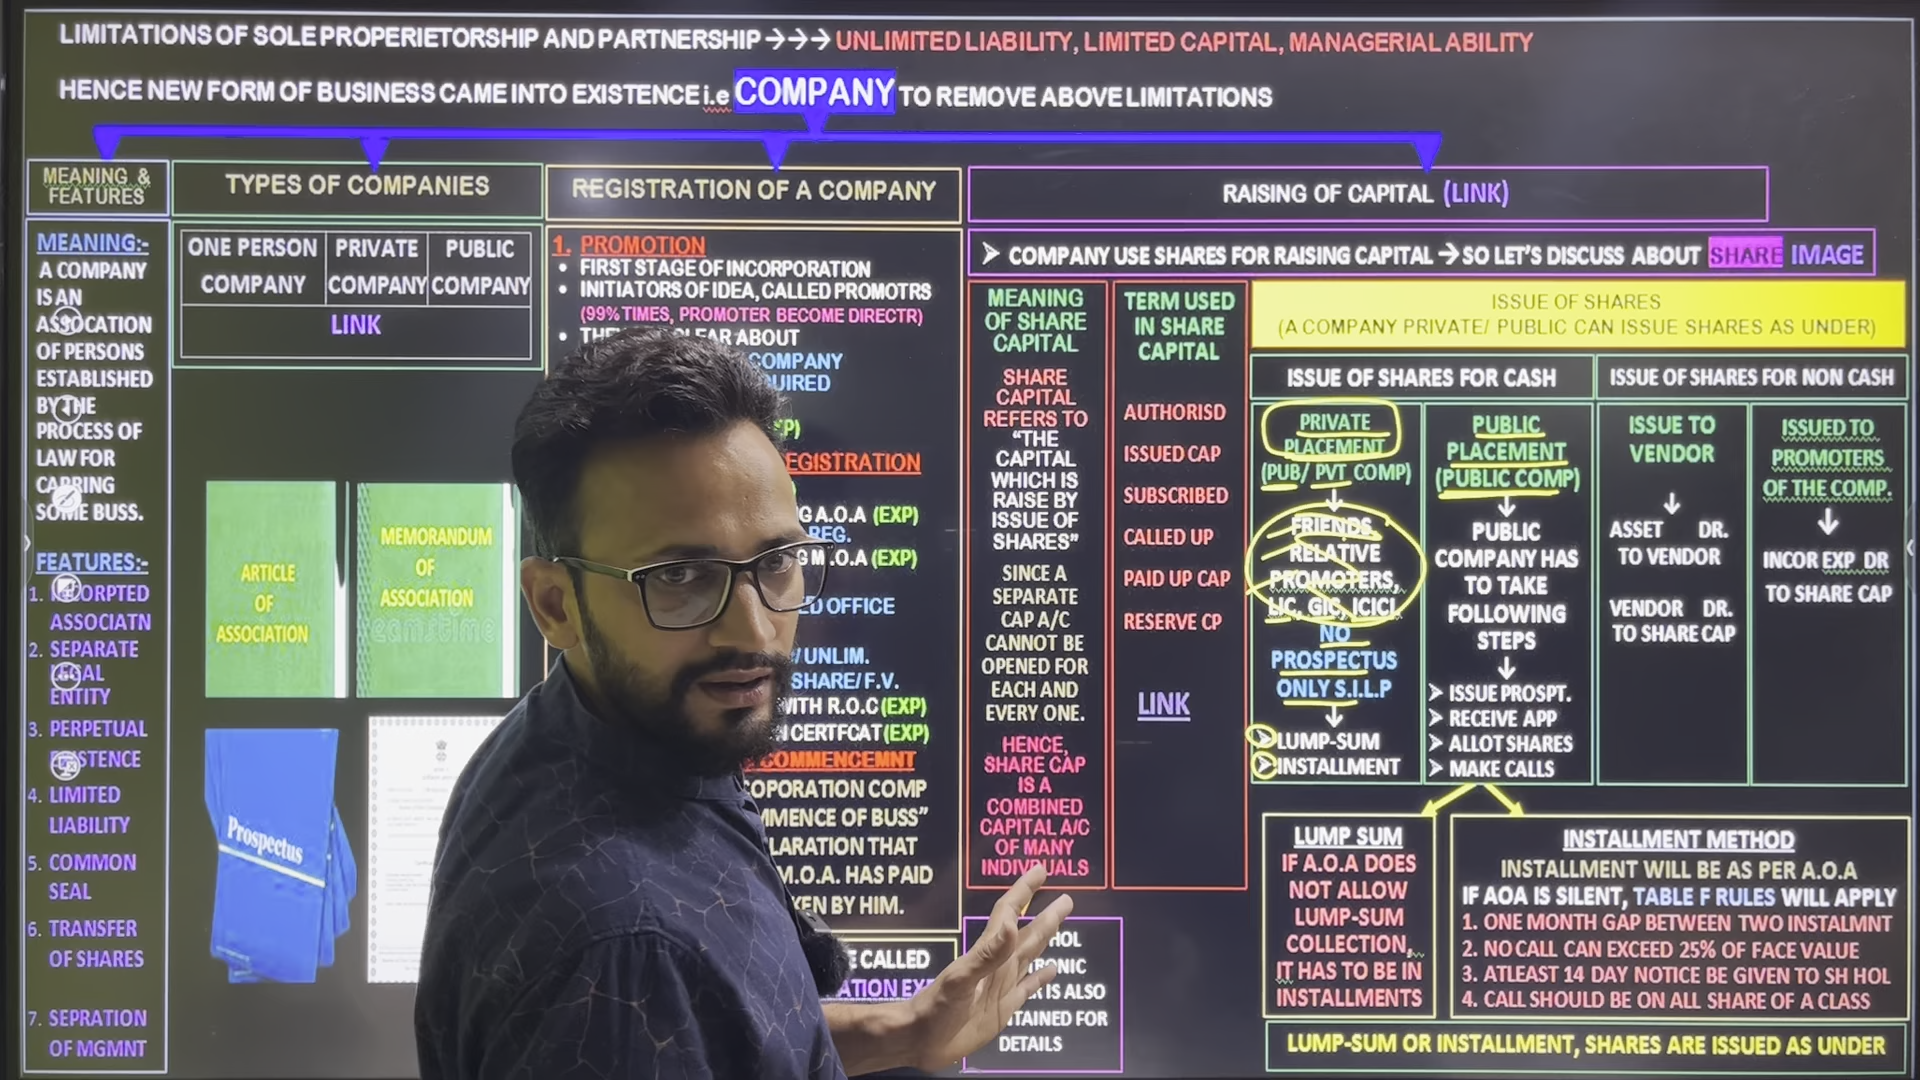 LIMITATIONS OF SOLE PROPERIETORSHIP AND PARTNERSHIP →→→ UNLIMITED LIABILITY, LIMITED CAPITAL, MANAGERIAL ABILITY
HENCE NEW FORM OF BUSINESS CAME INTO EXISTENCE i.e COMPANY TO REMOVE ABOVE LIMITATIONS
MEANING &
FEATURES
MEANING:-
A COMPANY
IS AN
ASSOCATION
OF PERSONS
ESTABLISHED
BY THE
PROCESS OF
LAW FOR
CARRING
SOME BUSS.
FEATURES:-
1. INCORPTED
ASSOCIATN
2. SEPARATE
LEGAL
ENTITY
3. PERPETUAL
EXISTENCE
4. LIMITED
LIABILITY
5. COMMON
SEAL
6. TRANSFER
OF SHARES
7. SEPRATION
OF MGMNT
TYPES OF COMPANIES
ONE PERSON
COMPANY
PRIVATE
COMPANY
PUBLIC
COMPANY
LINK
ARTICLE
OF
ASSOCIATION
MEMORANDUM
OF
ASSOCIATION
Prospectus
REGISTRATION OF A COMPANY
1. PROMOTION
• FIRST STAGE OF INCORPORATION
• INITIATORS OF IDEA, CALLED PROMOTRS
(99% TIMES, PROMOTER BECOME DIRECTR)
• ABOUT
COMPANY
A.O.A (EXP)
REG.
M.O.A (EXP)
OFFICE
/ UNLIM.
SHARE/ F.V.
WITH R.O.C (EXP)
CERTFCAT (EXP)
COMMENCEMNT
COMP
OF BUSS”
THAT
M.O.A. HAS PAID
BY HIM.
CALLED
RAISING OF CAPITAL (LINK)
➢ COMPANY USE SHARES FOR RAISING CAPITAL → SO LET’S DISCUSS ABOUT SHARE IMAGE
MEANING
OF SHARE
CAPITAL
SHARE
CAPITAL
REFERS TO
“THE
CAPITAL
WHICH IS
RAISE BY
ISSUE OF
SHARES”
SINCE A
SEPARATE
CAP A/C
CANNOT BE
OPENED FOR
EACH AND
EVERY ONE.
HENCE,
SHARE CAP
IS A
COMBINED
CAPITAL A/C
OF MANY
INDIVDUALS
IS ALSO
FOR
DETAILS
TERM USED
IN SHARE
CAPITAL
AUTHORISD
ISSUED CAP
SUBSCRIBED
CALLED UP
PAID UP CAP
RESERVE CP
LINK
ISSUE OF SHARES
(A COMPANY PRIVATE/ PUBLIC CAN ISSUE SHARES AS UNDER)
ISSUE OF SHARES FOR CASH
ISSUE OF SHARES FOR NON CASH
PRIVATE
PLACEMENT
(PUB/ PVT COMP)
FRIENDS,
RELATIVE
PROMOTERS,
LIC, GIC, ICICI,
NO
PROSPECTUS
ONLY S.I.L.P
➢ LUMP-SUM
➢ INSTALLMENT
PUBLIC
PLACEMENT
(PUBLIC COMP)
PUBLIC
COMPANY HAS
TO TAKE
FOLLOWING
STEPS
➢ ISSUE PROSPT.
➢ RECEIVE APP
➢ ALLOT SHARES
➢ MAKE CALLS
ISSUE TO
VENDOR
ASSET DR.
TO VENDOR
VENDOR DR.
TO SHARE CAP
ISSUED TO
PROMOTERS
OF THE COMP.
INCOR EXP DR
TO SHARE CAP
LUMP SUM
IF A.O.A DOES
NOT ALLOW
LUMP-SUM
COLLECTION,
IT HAS TO BE IN
INSTALLMENTS
INSTALLMENT METHOD
INSTALLMENT WILL BE AS PER A.O.A
IF AOA IS SILENT, TABLE F RULES WILL APPLY
1. ONE MONTH GAP BETWEEN TWO INSTALMNT
2. NO CALL CAN EXCEED 25% OF FACE VALUE
3. ATLEAST 14 DAY NOTICE BE GIVEN TO SH HOL
4. CALL SHOULD BE ON ALL SHARE OF A CLASS
LUMP-SUM OR INSTALLMENT, SHARES ARE ISSUED AS UNDER